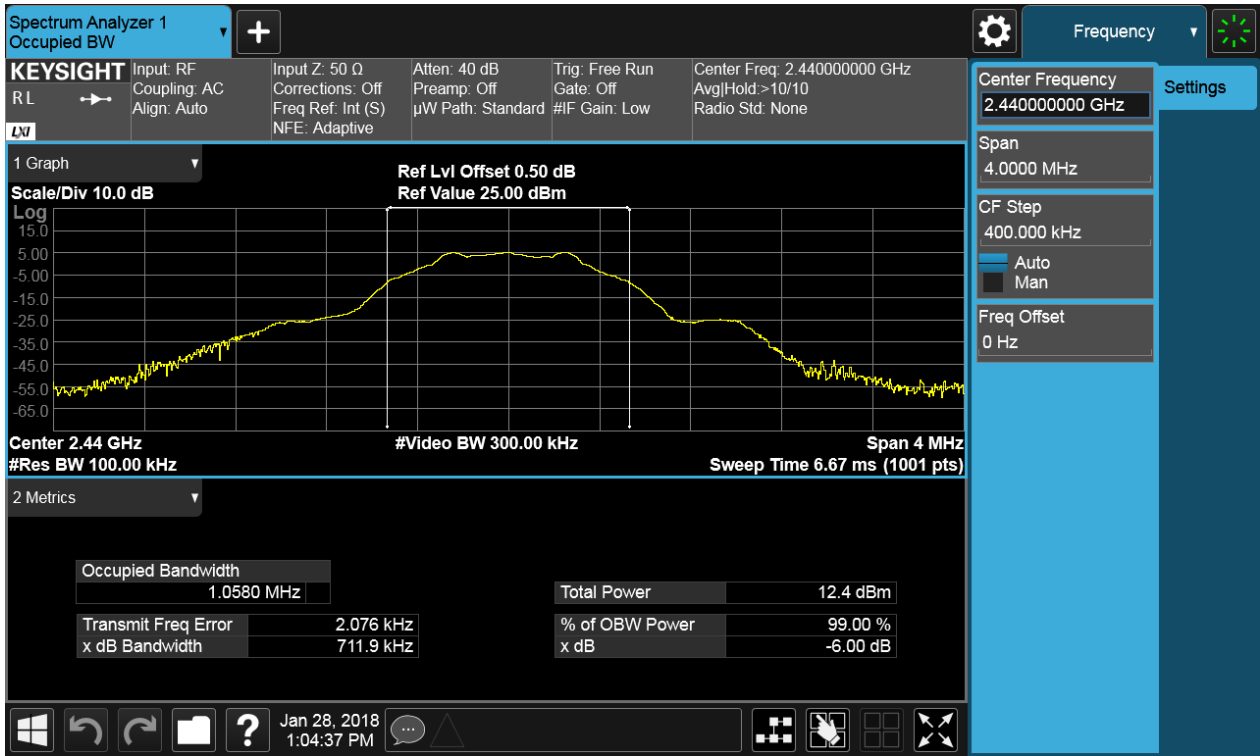 Spectrum Analyzer 1
Occupied BW
Frequency
KEYSIGHT
RL
LXI
Input: RF
Coupling: AC
Align: Auto
Input Z: 50 Ω
Corrections: Off
Freq Ref: Int (S)
NFE: Adaptive
Atten: 40 dB
Preamp: Off
µW Path: Standard
Trig: Free Run
Gate: Off
#IF Gain: Low
Center Freq: 2.440000000 GHz
Avg|Hold:>10/10
Radio Std: None
Center Frequency
2.440000000 GHz
Settings
Span
4.0000 MHz
CF Step
400.000 kHz
Auto
Man
Freq Offset
0 Hz
1 Graph
Scale/Div 10.0 dB
Ref Lvl Offset 0.50 dB
Ref Value 25.00 dBm
Log
15.0
5.00
-5.00
-15.0
-25.0
-35.0
-45.0
-55.0
-65.0
Center 2.44 GHz
#Video BW 300.00 kHz
Span 4 MHz
#Res BW 100.00 kHz
Sweep Time 6.67 ms (1001 pts)
2 Metrics
Occupied Bandwidth
1.0580 MHz
Total Power 12.4 dBm
Transmit Freq Error 2.076 kHz
% of OBW Power 99.00 %
x dB Bandwidth 711.9 kHz
x dB -6.00 dB
Jan 28, 2018
1:04:37 PM